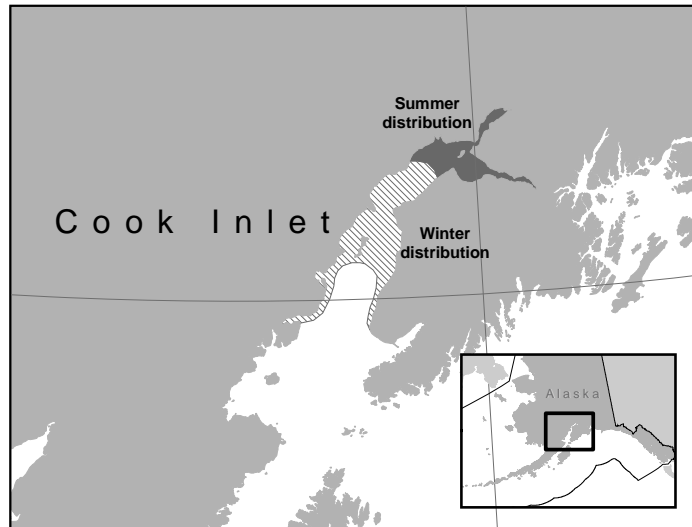 Summer
distribution
Cook Inlet
Winter
distribution
Alaska